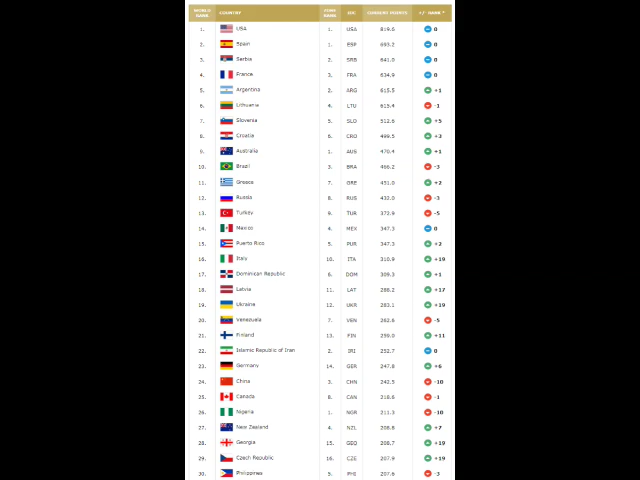 WORLD RANK COUNTRY ZONE RANK IOC CURRENT POINTS +/- RANK *
1. USA 1. USA 819.6 0
2. Spain 1. ESP 693.2 0
3. Serbia 2. SRB 641.0 0
4. France 3. FRA 634.9 0
5. Argentina 2. ARG 615.5 +1
6. Lithuania 4. LTU 615.4 -1
7. Slovenia 5. SLO 512.6 +5
8. Croatia 6. CRO 499.5 +3
9. Australia 1. AUS 470.4 +1
10. Brazil 3. BRA 466.2 -3
11. Greece 7. GRE 451.0 +2
12. Russia 8. RUS 432.0 -3
13. Turkey 9. TUR 372.9 -5
14. Mexico 4. MEX 347.3 0
15. Puerto Rico 5. PUR 347.3 +2
16. Italy 10. ITA 310.9 +19
17. Dominican Republic 6. DOM 309.3 +1
18. Latvia 11. LAT 288.2 +17
19. Ukraine 12. UKR 283.1 +19
20. Venezuela 7. VEN 262.6 -5
21. Finland 13. FIN 259.0 +11
22. Islamic Republic of Iran 2. IRI 252.7 0
23. Germany 14. GER 247.8 +6
24. China 3. CHN 242.5 -10
25. Canada 8. CAN 218.6 -1
26. Nigeria 1. NGR 211.3 -10
27. New Zealand 4. NZL 208.8
28. Georgia 15. GEO 208.7 +19
29. Czech Republic 16. CZE 207.9 +19
30. Philippines 5. PHI 207.6 -3